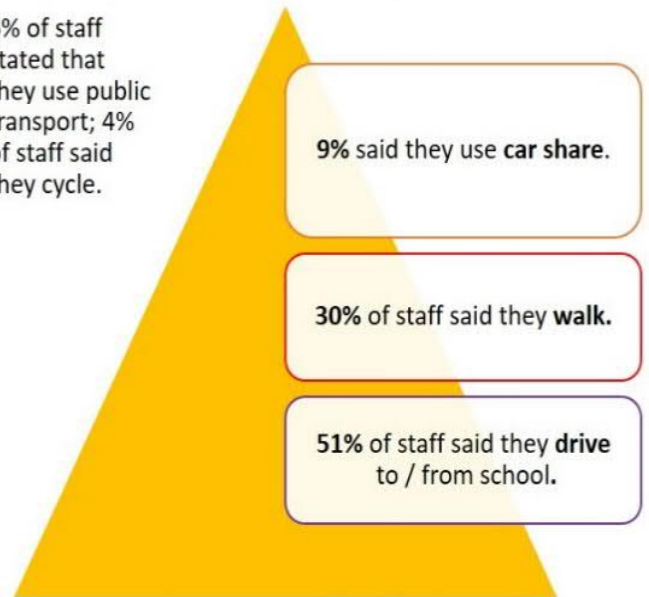 % of staff
tated that
hey use public
ransport; 4%
f staff said
hey cycle.
9% said they use car share.
30% of staff said they walk.
51% of staff said they drive
to / from school.